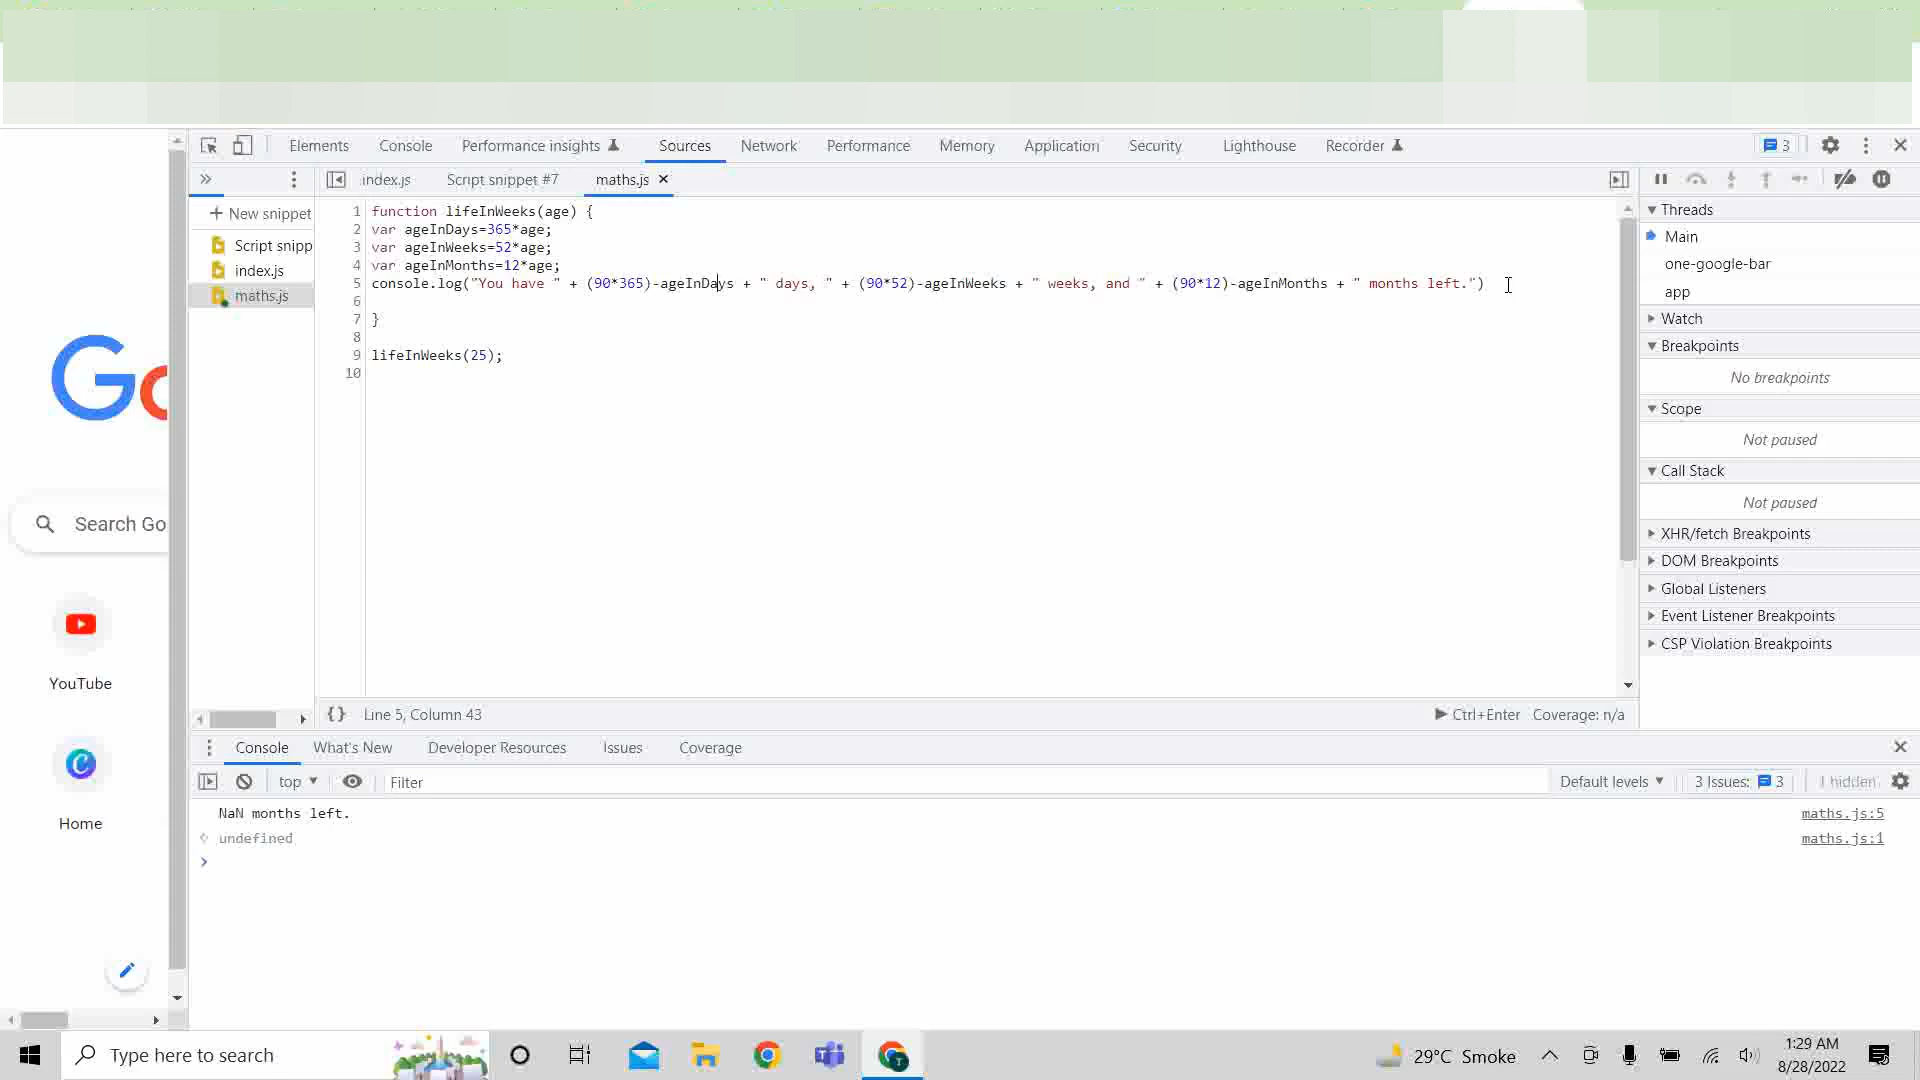 Elements Console Performance insights Sources Network Performance Memory Application Security Lighthouse Recorder 3
» index.js Script snippet #7 maths.js ×
+ New snippet
Script snipp
index.js
maths.js
1 function lifeInWeeks(age) {
2 var ageInDays=365*age;
3 var ageInWeeks=52*age;
4 var ageInMonths=12*age;
5 console.log("You have " + (90*365)-ageInDays + " days, " + (90*52)-ageInWeeks + " weeks, and " + (90*12)-ageInMonths + " months left.")
6
7 }
8
9 lifeInWeeks(25);
10
{} Line 5, Column 43 Ctrl+Enter Coverage: n/a
Threads
Main
one-google-bar
app
Watch
Breakpoints
No breakpoints
Scope
Not paused
Call Stack
Not paused
XHR/fetch Breakpoints
DOM Breakpoints
Global Listeners
Event Listener Breakpoints
CSP Violation Breakpoints
Go
Search Go
YouTube
Home
Console What's New Developer Resources Issues Coverage
top Filter Default levels 3 Issues: 3 1 hidden
NaN months left. maths.js:5
undefined maths.js:1
>
Type here to search
29°C Smoke
1:29 AM
8/28/2022